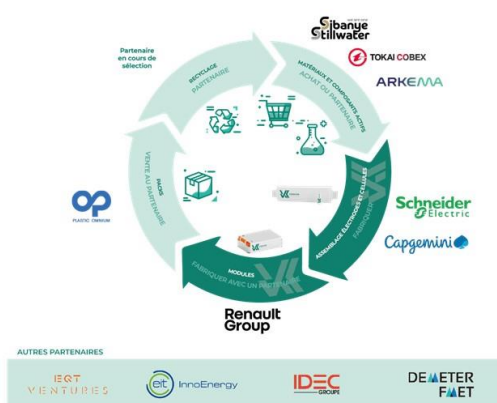 Sibanye
Stillwater
Partenaire
en cours de
sélection
TOKAI COBEX
ARKEMA
RECYCLAGE
PARTENAIRE
MATÉRIAUX ET COMPOSANTS ACTIFS
ACHAT OU PARTENAIRE
PACKS
VENTE AU PARTENAIRE
ASSEMBLAGE ÉLECTRODES ET CELLULES
FABRIQUER
OP
PLASTIC OMNIUM
Schneider
Electric
Capgemini
MODULES
FABRIQUER AVEC UN PARTENAIRE
Renault
Group
AUTRES PARTENAIRES
EQT
VENTURES
eit
InnoEnergy
IDEC
GROUPE
DEMETER
FMET